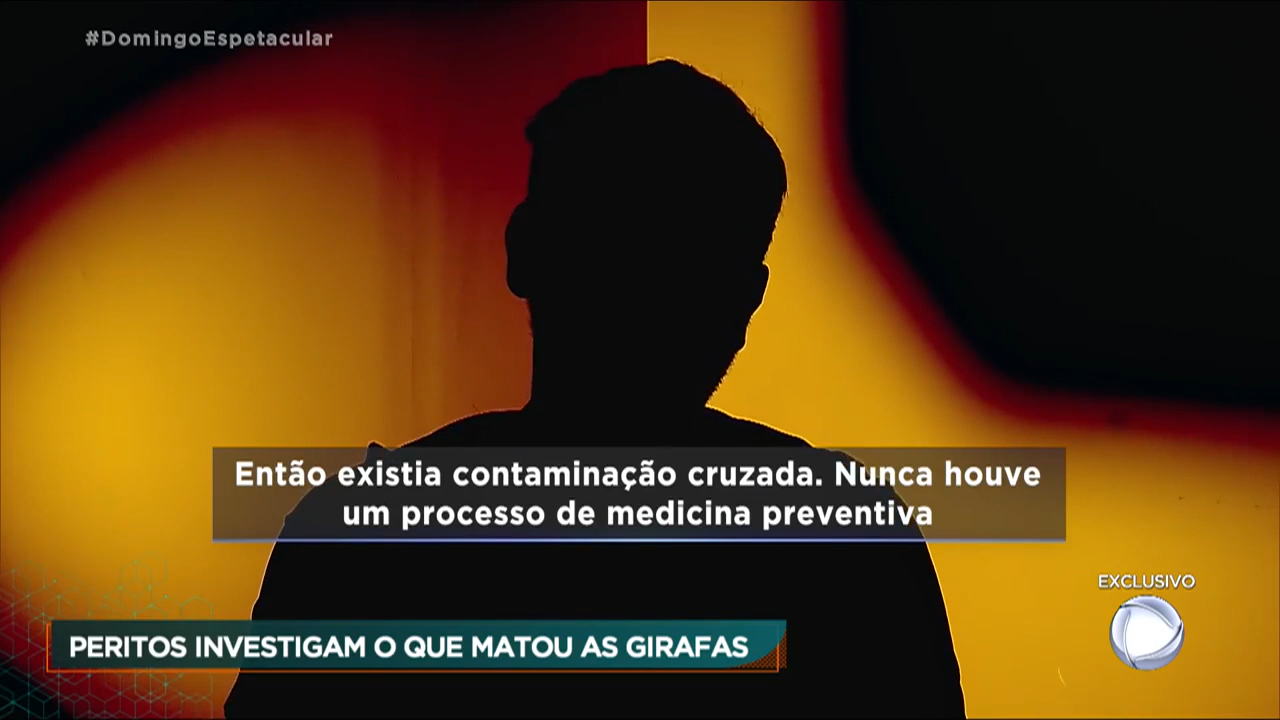 #DomingoEspetacular
Então existia contaminação cruzada. Nunca houve
um processo de medicina preventiva
EXCLUSIVO
PERITOS INVESTIGAM O QUE MATOU AS GIRAFAS